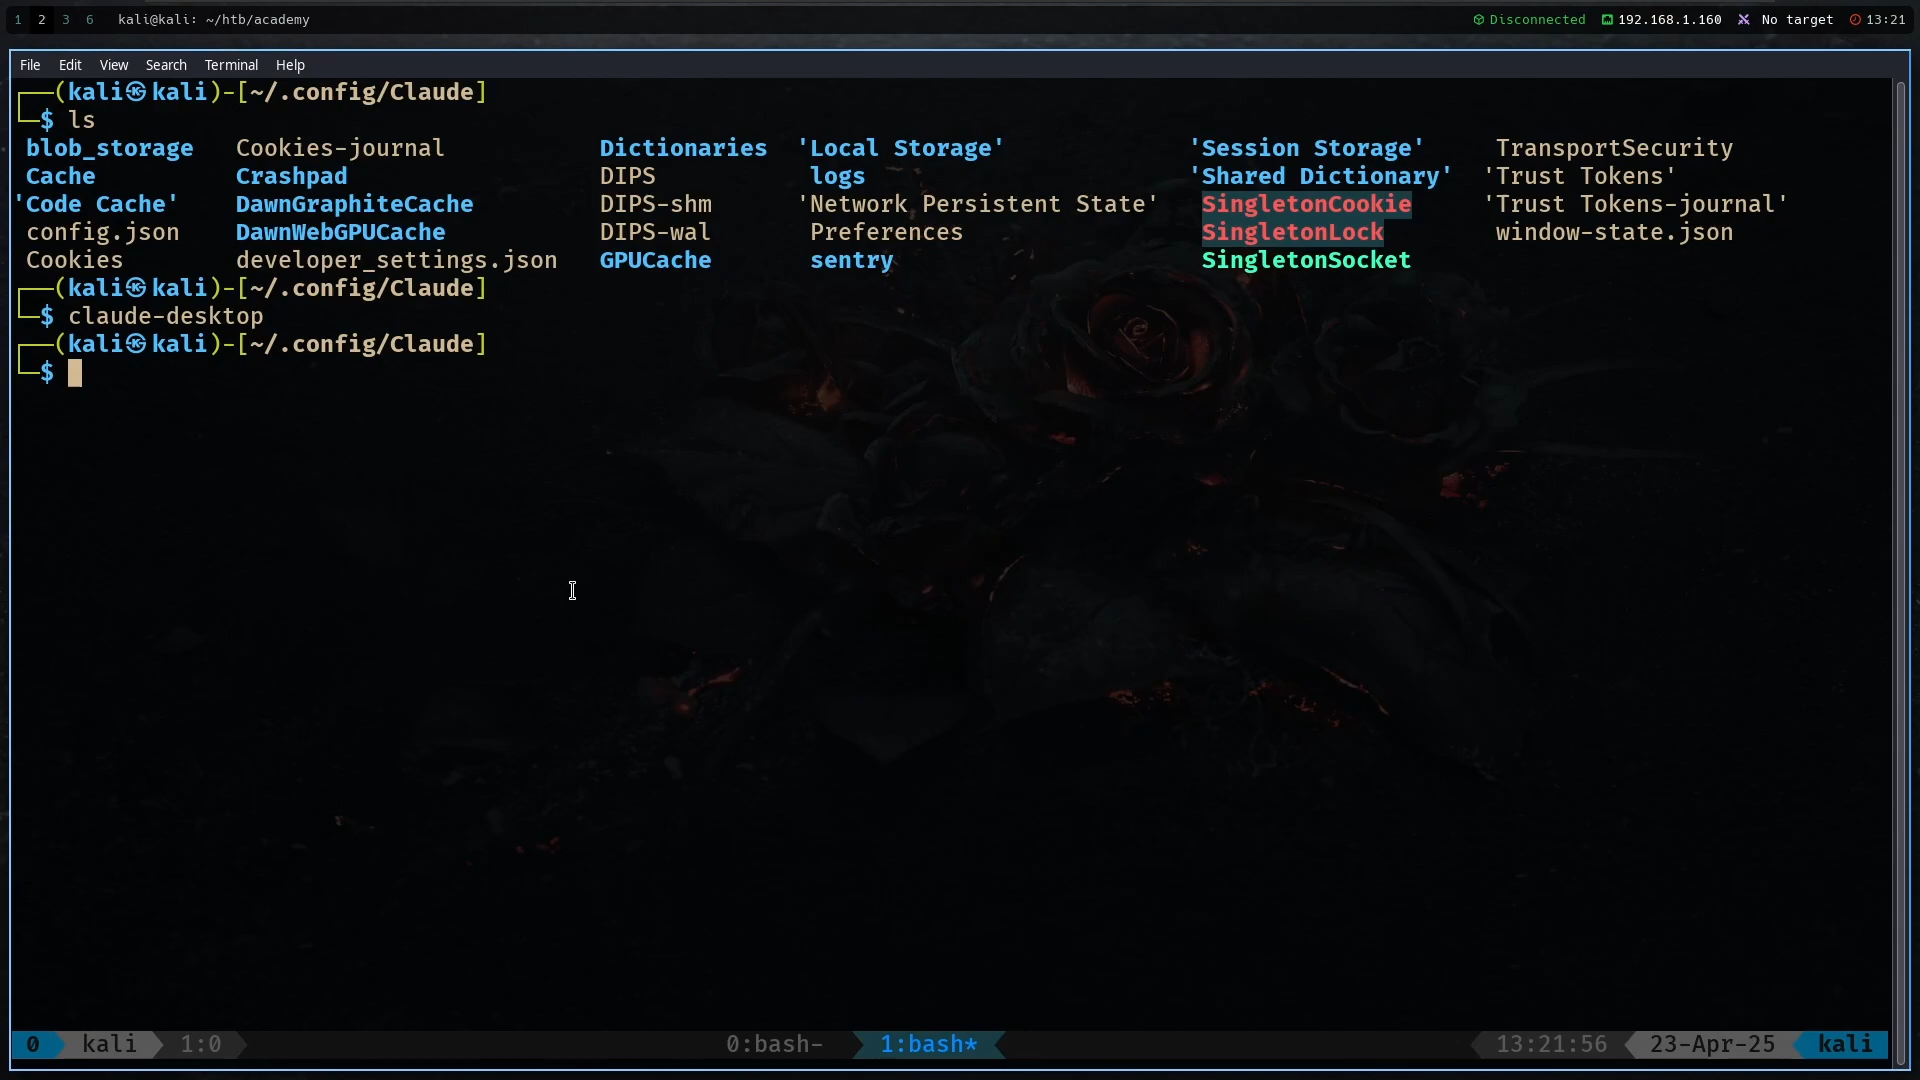 1 2 3 6 kali@kali: ~/htb/academy Disconnected 192.168.1.160 No target 13:21
File Edit View Search Terminal Help
┌──(kali㉿kali)-[~/.config/Claude]
└─$ ls
blob_storage Cookies-journal Dictionaries 'Local Storage' 'Session Storage' TransportSecurity
Cache Crashpad DIPS logs 'Shared Dictionary' 'Trust Tokens'
'Code Cache' DawnGraphiteCache DIPS-shm 'Network Persistent State' SingletonCookie 'Trust Tokens-journal'
config.json DawnWebGPUCache DIPS-wal Preferences SingletonLock window-state.json
Cookies developer_settings.json GPUCache sentry SingletonSocket
┌──(kali㉿kali)-[~/.config/Claude]
└─$ claude-desktop
┌──(kali㉿kali)-[~/.config/Claude]
└─$
0 kali 1:0 0:bash- 1:bash* 13:21:56 23-Apr-25 kali